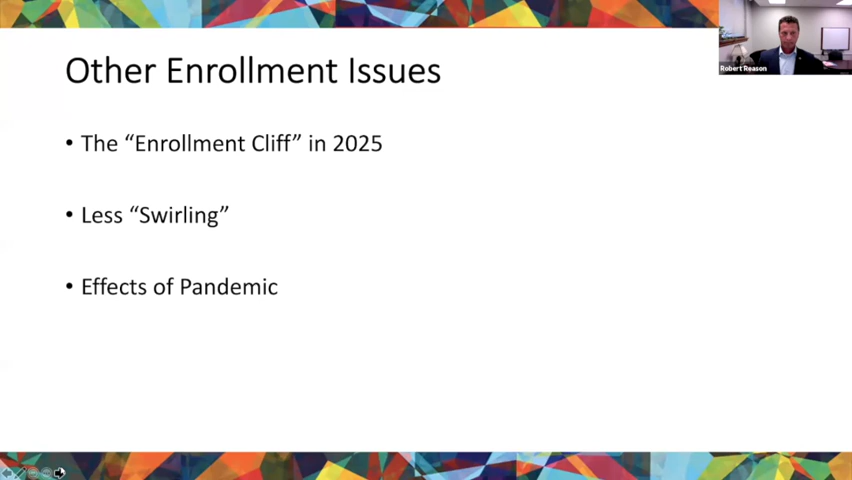 Other Enrollment Issues
• The “Enrollment Cliff” in 2025
• Less “Swirling”
• Effects of Pandemic
Robert Reason